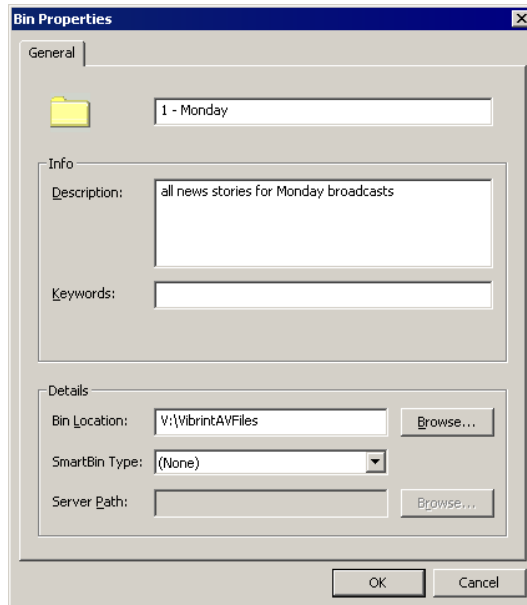 Bin Properties
General
1 - Monday
Info
Description:
all news stories for Monday broadcasts
Keywords:
Details
Bin Location:
V:\VibrintAVFiles
Browse...
SmartBin Type:
(None)
Server Path:
Browse...
OK
Cancel